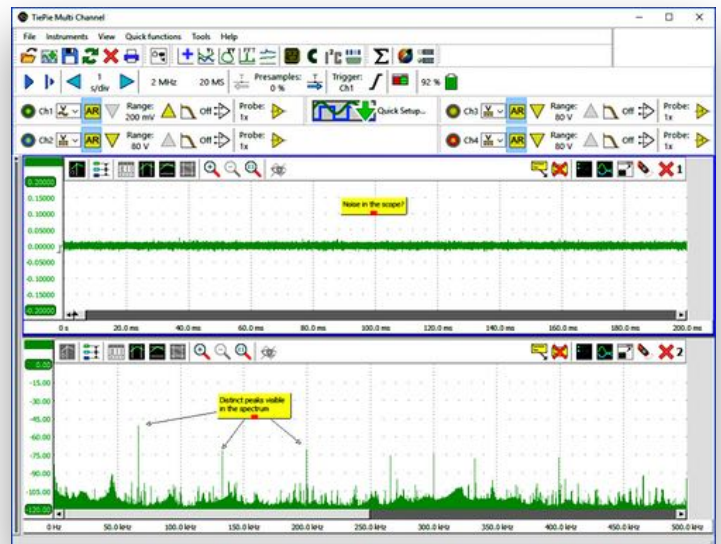 TiePie Multi Channel
File Instruments View Quick functions Tools Help
1 s/div 2 MHz 20 MS Presamples: 0 % Trigger: Ch1 92 %
Ch1 AR Range: 200 mV Off Probe: 1x Quick Setup... Ch3 AR Range: 80 V Off Probe: 1x
Ch2 AR Range: 80 V Off Probe: 1x Ch4 AR Range: 80 V Off Probe: 1x
1
0.20000
0.15000
Noise in the scope?
0.10000
0.05000
0.00000
-0.05000
-0.10000
-0.15000
-0.20000
0 s 20.0 ms 40.0 ms 60.0 ms 80.0 ms 100.0 ms 120.0 ms 140.0 ms 160.0 ms 180.0 ms 200.0 ms
2
0.00
-15.00
-30.00
Distinct peaks visible
in the spectrum
-45.00
-60.00
-75.00
-90.00
-105.00
-120.00
0 Hz 50.0 kHz 100.0 kHz 150.0 kHz 200.0 kHz 250.0 kHz 300.0 kHz 350.0 kHz 400.0 kHz 450.0 kHz 500.0 kHz